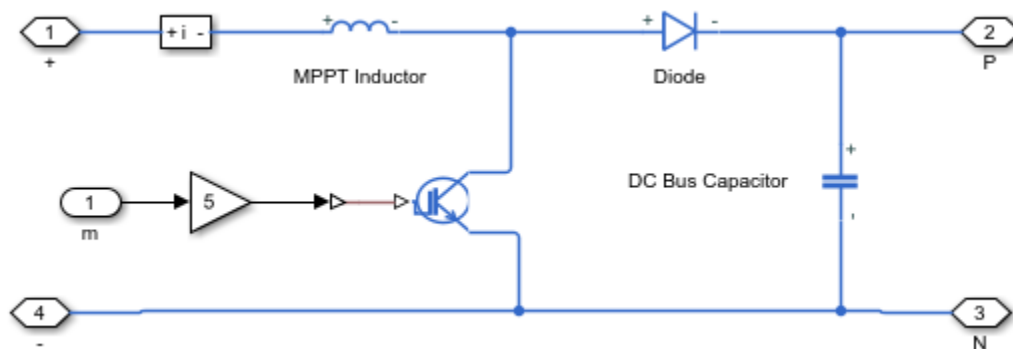 1
+
+ i -
+ -
MPPT Inductor
+ -
Diode
2
P
1
m
5
DC Bus Capacitor
+
-
4
-
3
N